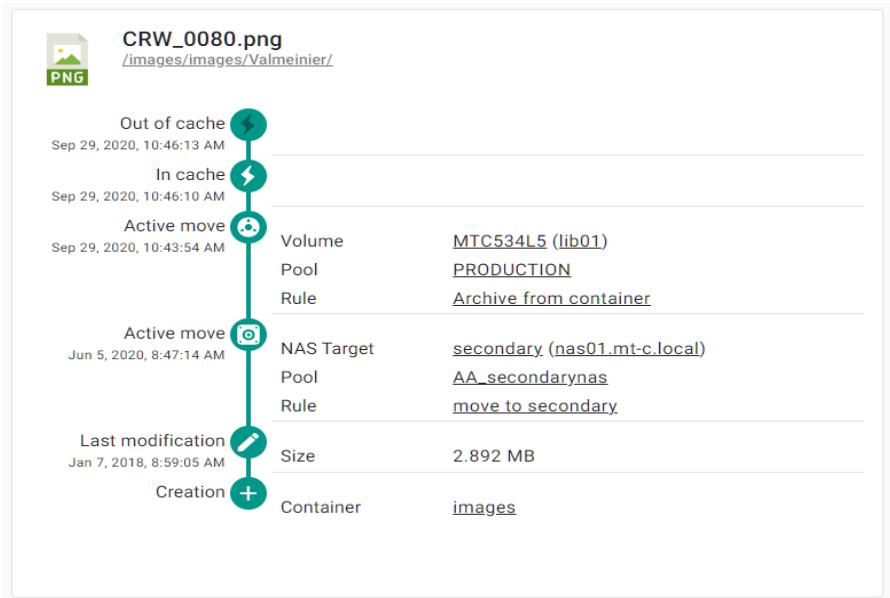 CRW_0080.png
/images/images/Valmeinier/
PNG
Out of cache
Sep 29, 2020, 10:46:13 AM
In cache
Sep 29, 2020, 10:46:10 AM
Active move
Sep 29, 2020, 10:43:54 AM
Volume MTC534L5 (lib01)
Pool PRODUCTION
Rule Archive from container
Active move
Jun 5, 2020, 8:47:14 AM
NAS Target secondary (nas01.mt-c.local)
Pool AA_secondarynas
Rule move to secondary
Last modification
Jan 7, 2018, 8:59:05 AM
Size 2.892 MB
Creation
Container images